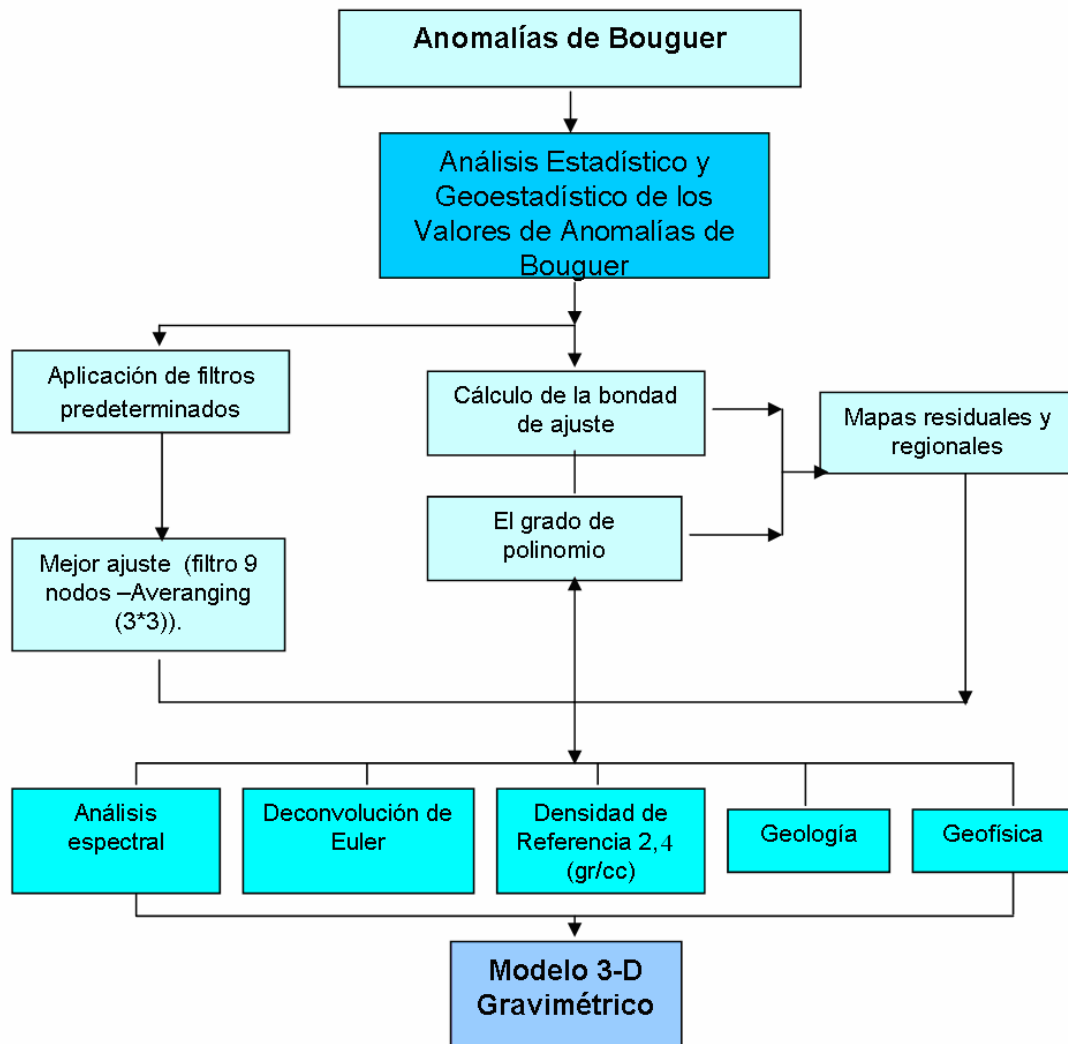 Anomalías de Bouguer
Análisis Estadístico y
Geoestadístico de los
Valores de Anomalías de
Bouguer
Aplicación de filtros
predeterminados
Cálculo de la bondad
de ajuste
Mapas residuales y
regionales
El grado de
polinomio
Mejor ajuste (filtro 9
nodos –Averanging
(3*3)).
Análisis
espectral
Deconvolución de
Euler
Densidad de
Referencia 2,4
(gr/cc)
Geología
Geofísica
Modelo 3-D
Gravimétrico